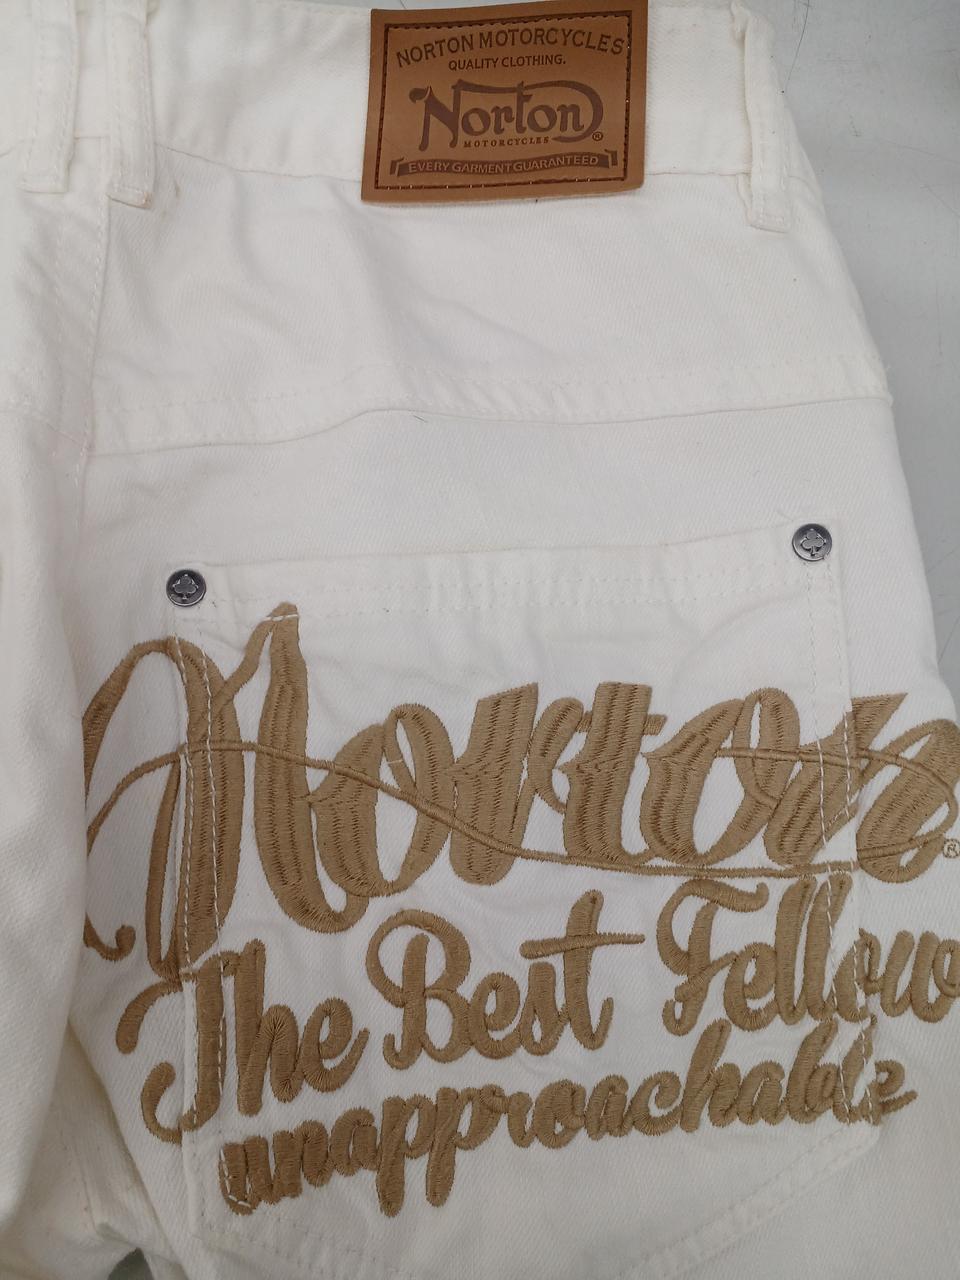 NORTON MOTORCYCLES
QUALITY CLOTHING.
Norton®
MOTORCYCLES
EVERY GARMENT GUARANTEED
Norton®
The Best Fellow
unapproachable